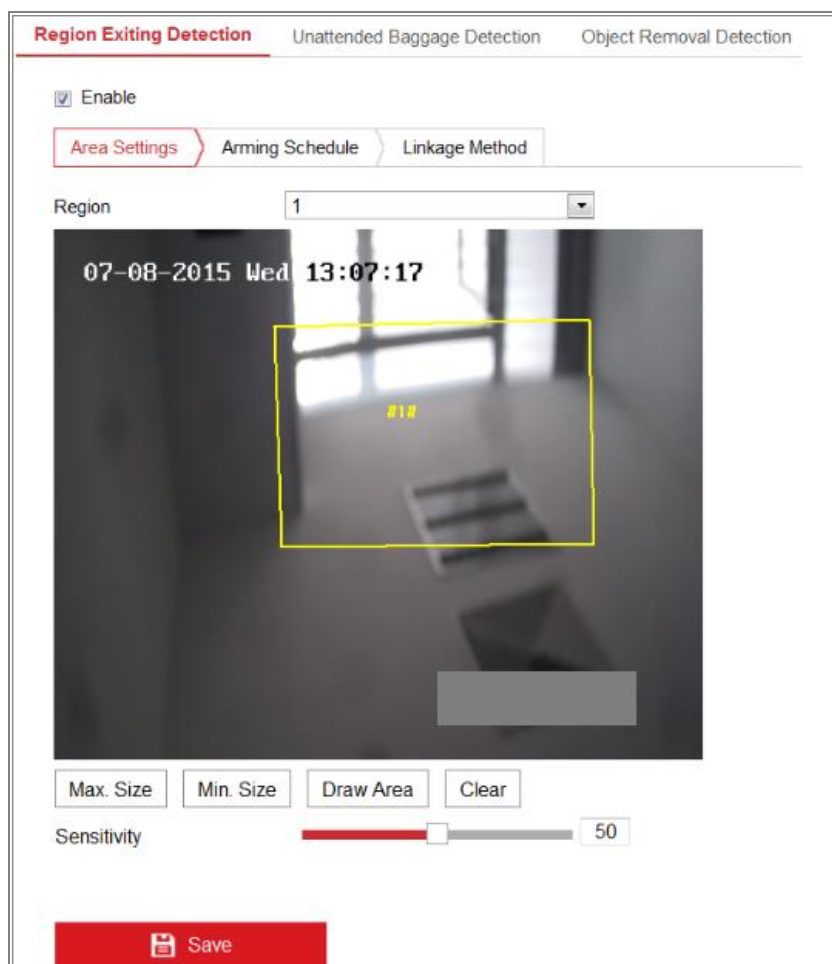 Region Exiting Detection Unattended Baggage Detection Object Removal Detection
Enable
Area Settings Arming Schedule Linkage Method
Region 1
07-08-2015 Wed 13:07:17
#1#
Max. Size Min. Size Draw Area Clear
Sensitivity 50
Save